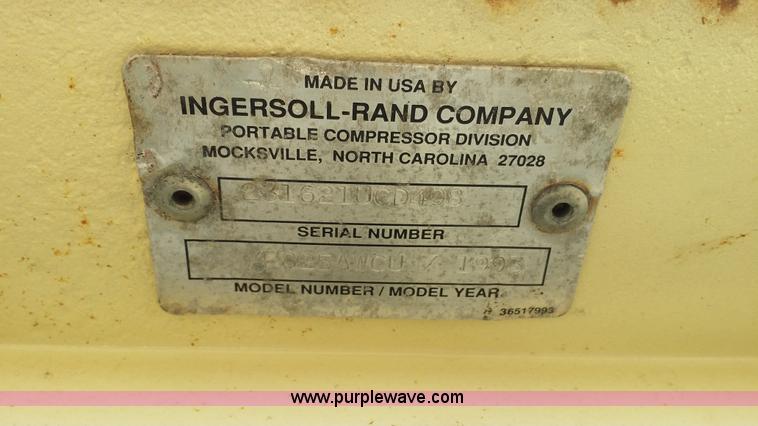 MADE IN USA BY
INGERSOLL-RAND COMPANY
PORTABLE COMPRESSOR DIVISION
MOCKSVILLE, NORTH CAROLINA 27028
SERIAL NUMBER
MODEL NUMBER / MODEL YEAR
36517993
www.purplewave.com